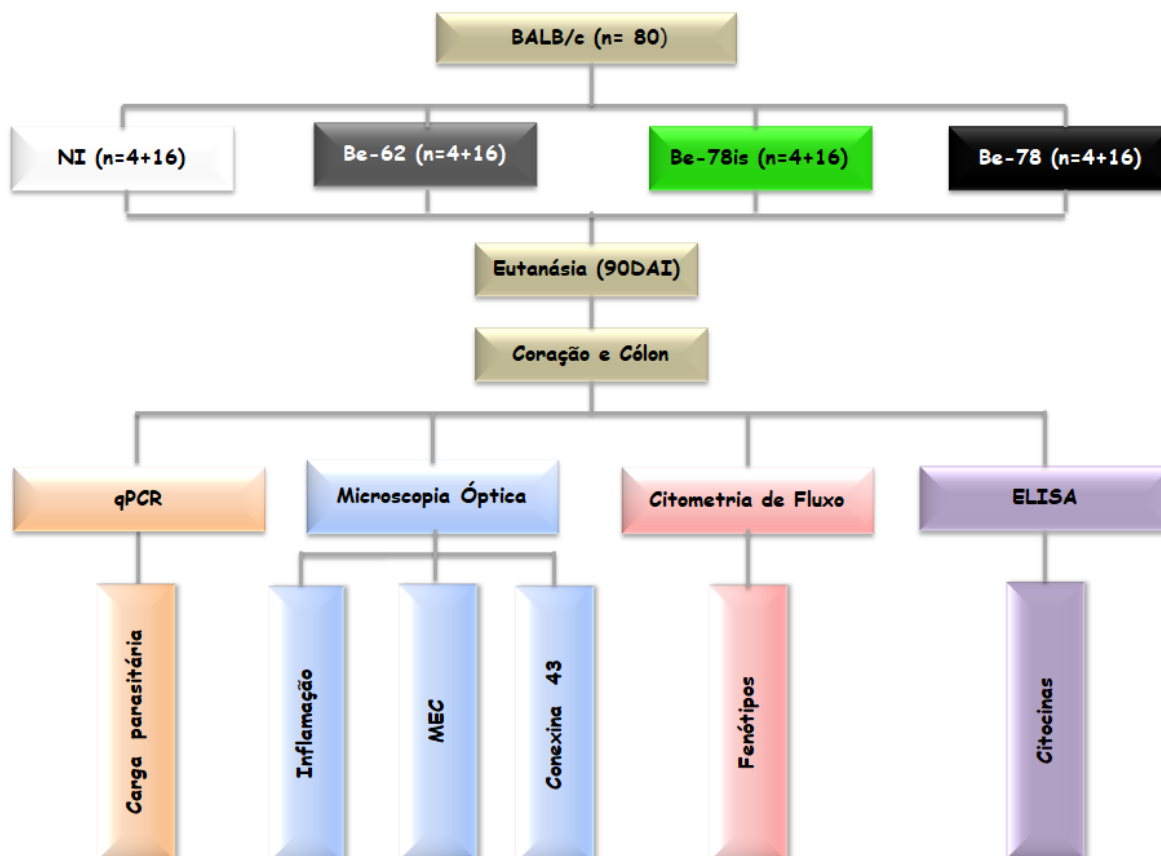 BALB/c (n= 80)
NI (n=4+16)
Be-62 (n=4+16)
Be-78is (n=4+16)
Be-78 (n=4+16)
Eutanásia (90DAI)
Coração e Cólon
qPCR
Microscopia Óptica
Citometria de Fluxo
ELISA
Carga parasitária
Inflamação
MEC
Conexina 43
Fenótipos
Citocinas